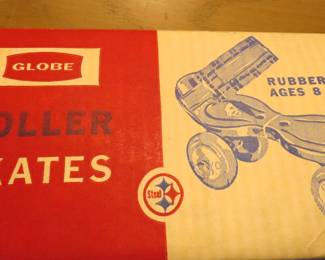 GLOBE
OLLER
KATES
Steel
RUBBER
AGES 8